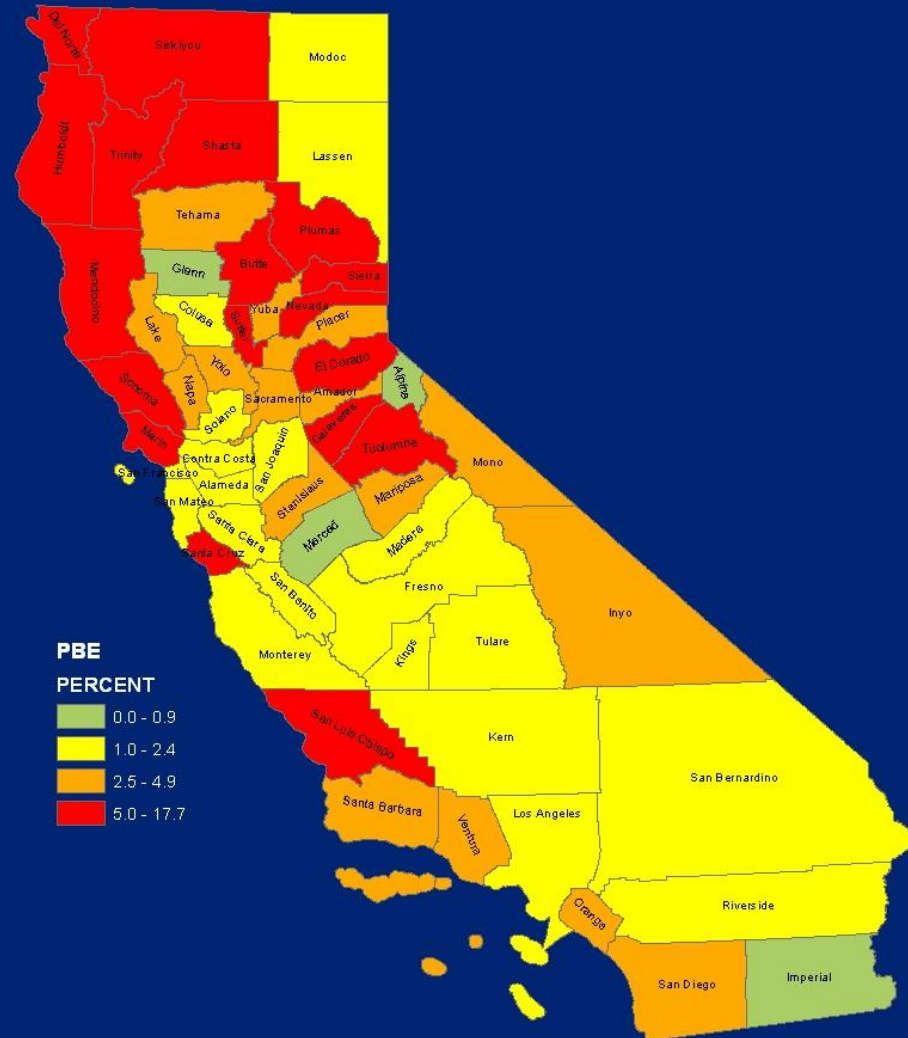 Del Norte
Siskiyou
Modoc
Humboldt
Trinity
Shasta
Lassen
Tehama
Plumas
Glenn
Butte
Sierra
Mendocino
Colusa
Lake
Sutter
Yuba
Nevada
Placer
Yolo
El Dorado
Sonoma
Napa
Sacramento
Amador
Alpine
Solano
Calaveras
Marin
Contra Costa
San Joaquin
Tuolumne
Mono
San Francisco
Alameda
Stanislaus
Mariposa
San Mateo
Santa Clara
Merced
Madera
Santa Cruz
San Benito
Fresno
Inyo
Monterey
Kings
Tulare
PBE
PERCENT
0.0 - 0.9
1.0 - 2.4
2.5 - 4.9
5.0 - 17.7
San Luis Obispo
Kern
San Bernardino
Santa Barbara
Ventura
Los Angeles
Orange
Riverside
San Diego
Imperial